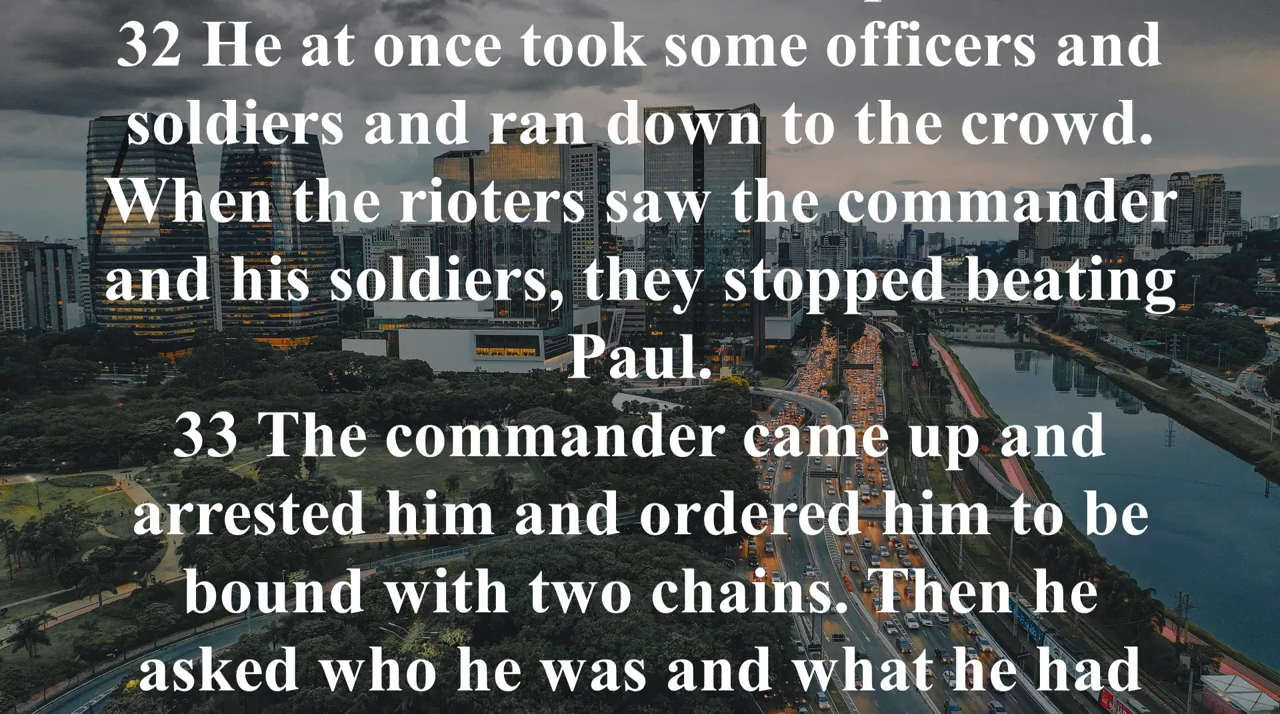 32 He at once took some officers and
soldiers and ran down to the crowd.
When the rioters saw the commander
and his soldiers, they stopped beating
Paul.
33 The commander came up and
arrested him and ordered him to be
bound with two chains. Then he
asked who he was and what he had